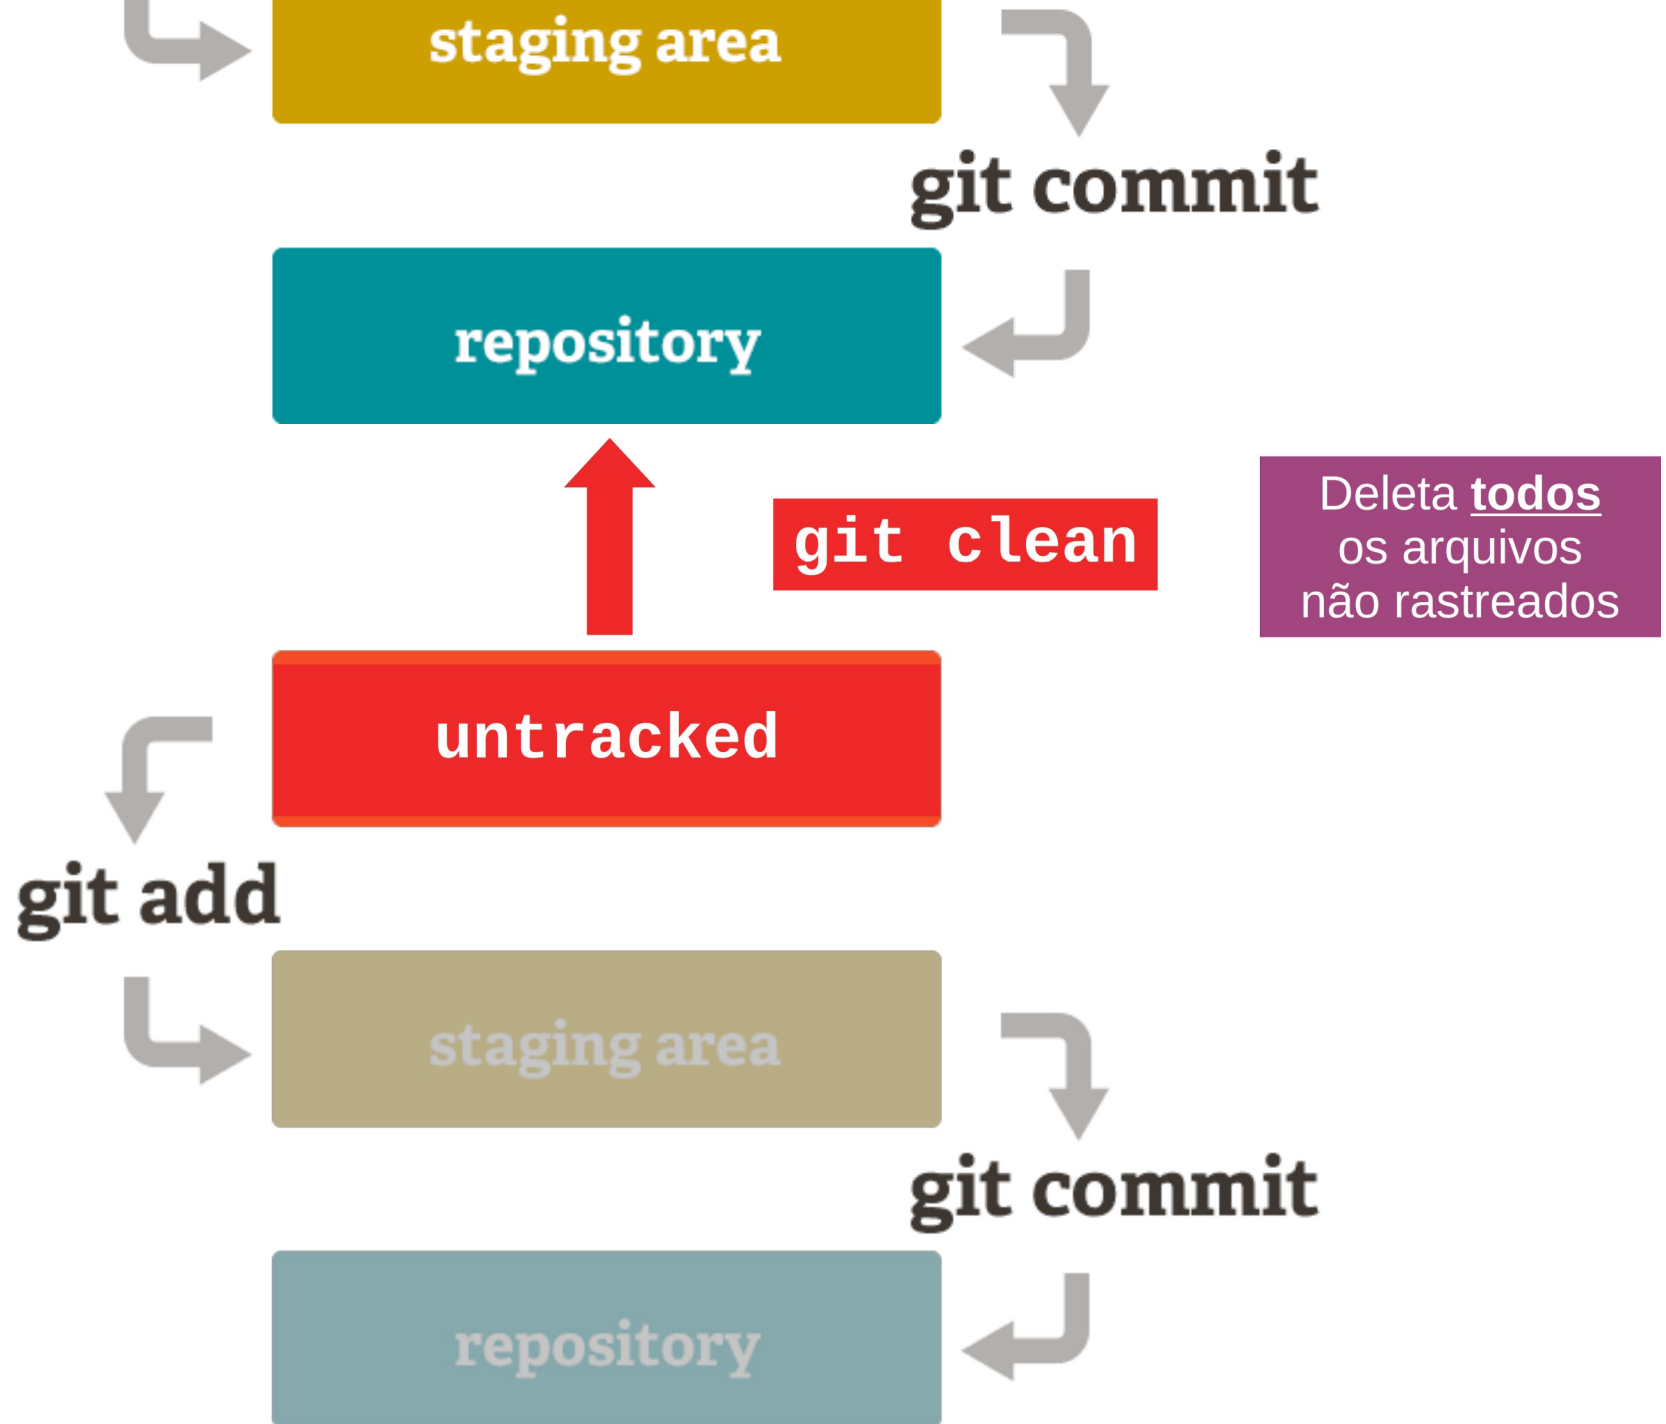 staging area
git commit
repository
git clean
Deleta todos
os arquivos
não rastreados
untracked
git add
staging area
git commit
repository